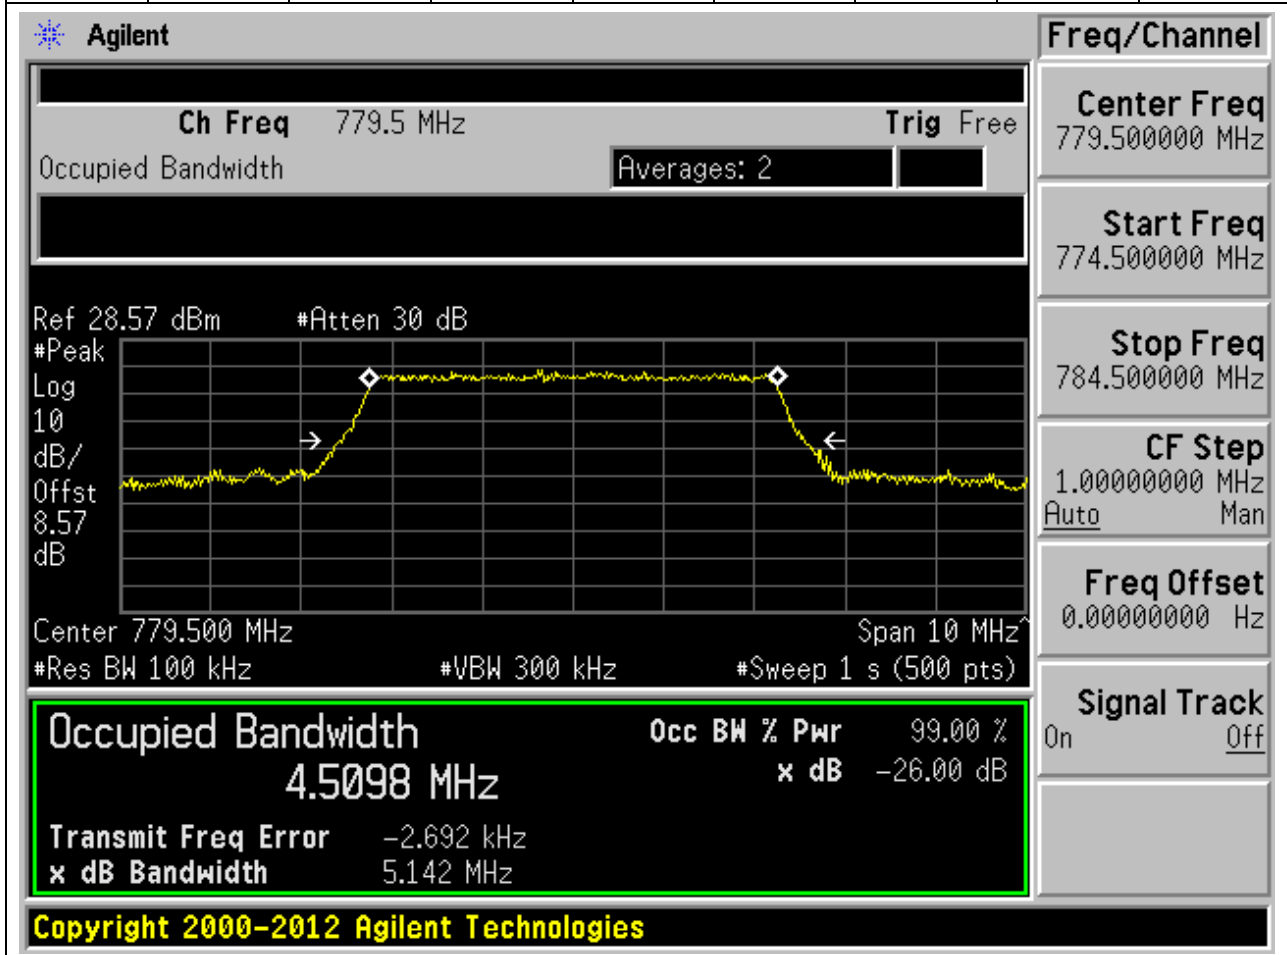 Agilent
Freq/Channel
Ch Freq 779.5 MHz Trig Free
Occupied Bandwidth Averages: 2
Ref 28.57 dBm #Atten 30 dB
#Peak
Log
10
dB/
Offst
8.57
dB
Center 779.500 MHz Span 10 MHz^
#Res BW 100 kHz #VBW 300 kHz #Sweep 1 s (500 pts)
Occupied Bandwidth
4.5098 MHz
Occ BW % Pwr 99.00 %
x dB -26.00 dB
Transmit Freq Error -2.692 kHz
x dB Bandwidth 5.142 MHz
Copyright 2000-2012 Agilent Technologies
Center Freq
779.500000 MHz
Start Freq
774.500000 MHz
Stop Freq
784.500000 MHz
CF Step
1.00000000 MHz
Auto Man
Freq Offset
0.00000000 Hz
Signal Track
On Off